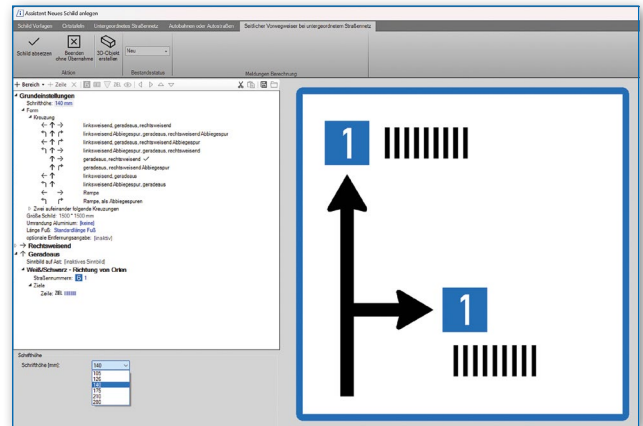 Assistent Neues Schild anlegen
Schild Vorlagen Ortstafeln Untergeordnetes Straßennetz Autobahnen oder Autostraßen Seitlicher Vorwegweiser bei untergeordnetem Straßennetz
Schild absetzen
Beenden ohne Übernahme
3D-Objekt erstellen
Neu
Aktion Bestandsstatus Meldungen Berechnung
+ Bereich + Zeile
Grundeinstellungen
Schrifthöhe: 140 mm
Form
Kreuzung
linksweisend, geradeaus, rechtsweisend
linksweisend Abbiegespur, geradeaus, rechtsweisend Abbiegespur
linksweisend, geradeaus, rechtsweisend Abbiegespur
linksweisend Abbiegespur, geradeaus, rechtsweisend
geradeaus, rechtsweisend
geradeaus, rechtsweisend Abbiegespur
linksweisend, geradeaus
linksweisend Abbiegespur, geradeaus
Rampe
Rampe, als Abbiegespuren
Zwei aufeinander folgende Kreuzungen
Größe Schild: 1500 * 1500 mm
Umrandung Aluminium: [keine]
Länge Fuß: Standardlänge Fuß
optionale Entfernungsangabe: [inaktiv]
Rechtsweisend
Geradeaus
Sinnbild auf Ast: [inaktives Sinnbild]
Weiß/Schwarz - Richtung von Orten
Straßennummern: B 1
Ziele
Zeile: ZIEL
Schrifthöhe
Schrifthöhe [mm]: 140
105
126
140
175
210
280
1
1